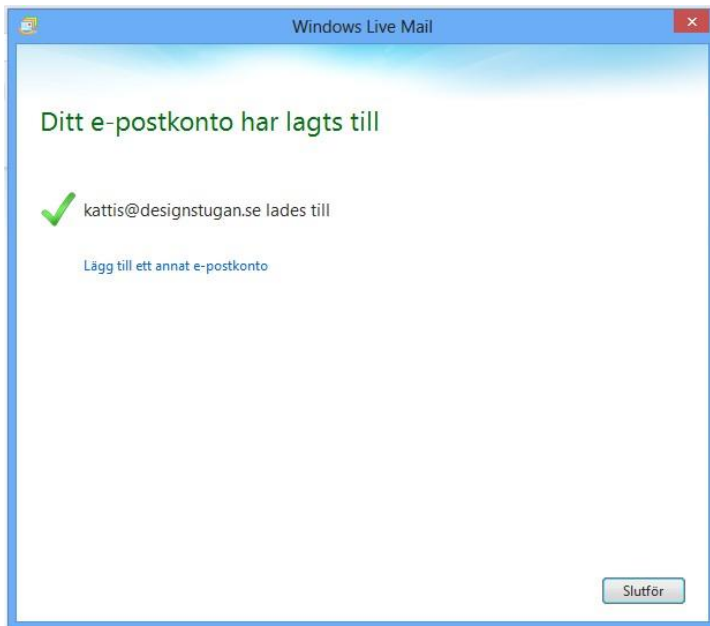 Windows Live Mail
Ditt e-postkonto har lagts till
kattis@designstugan.se lades till
Lägg till ett annat e-postkonto
Slutför